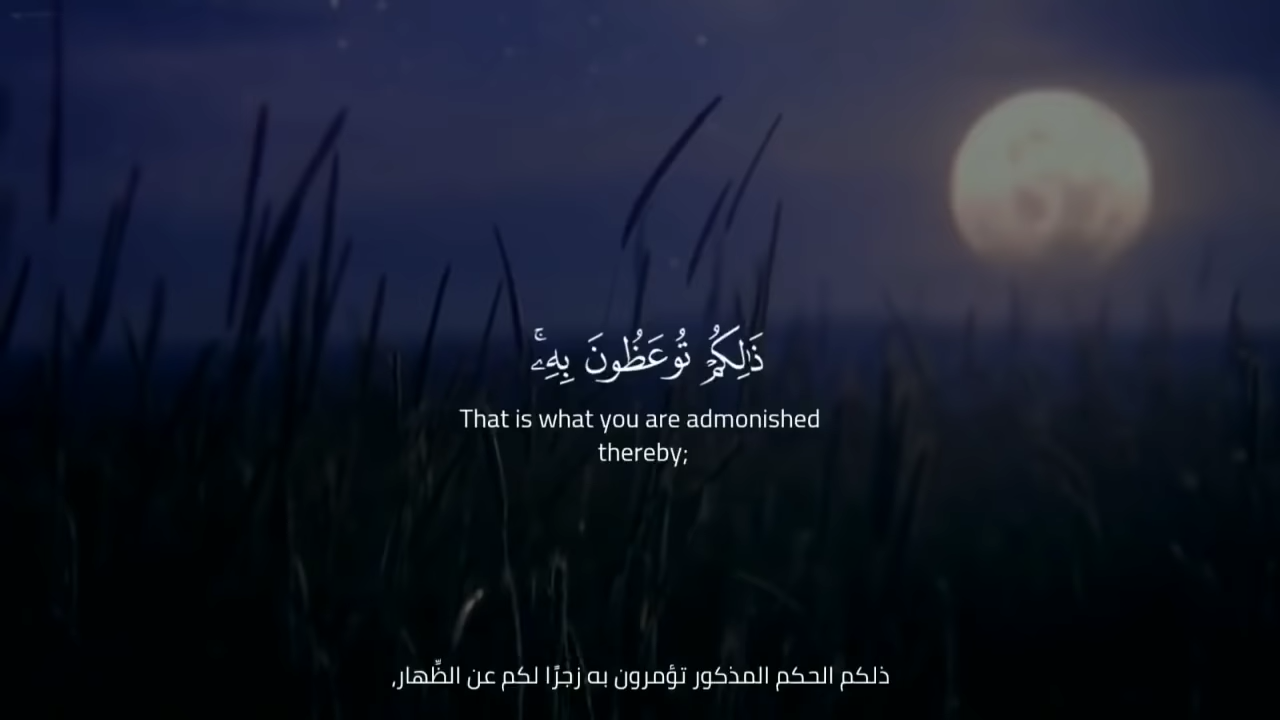 ذَٰلِكُمْ تُوعَظُونَ بِهِۦۚ
That is what you are admonished
thereby;
ذلكم الحكم المذكور تؤمرون به زجرًا لكم عن الظِّهار,